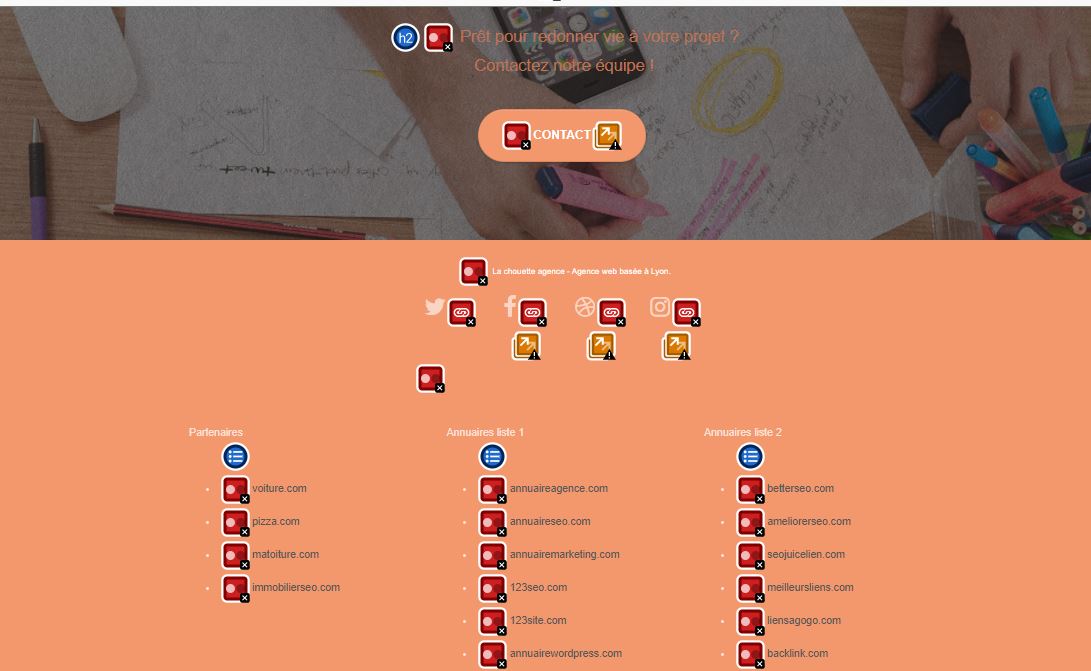 h2 Prêt pour redonner vie à votre projet ?
Contactez notre équipe !
CONTACT
La chouette agence - Agence web basée à Lyon.
Partenaires
voiture.com
pizza.com
matoiture.com
immobilierseo.com
Annuaires liste 1
annuaireagence.com
annuaireseo.com
annuairemarketing.com
123seo.com
123site.com
annuairewordpress.com
Annuaires liste 2
betterseo.com
ameliorerseo.com
seojuicelien.com
meilleursliens.com
liensagogo.com
backlink.com